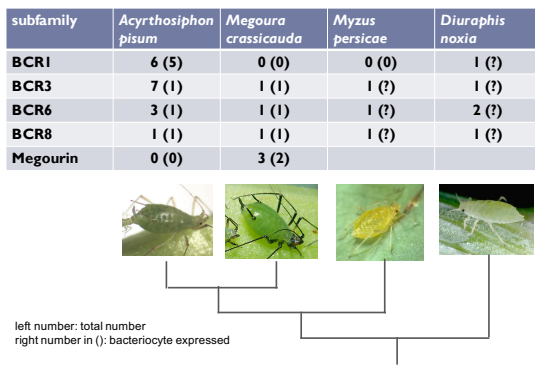 subfamily Acyrthosiphon pisum Megoura crassicauda Myzus persicae Diuraphis noxia
BCR1 6 (5) 0 (0) 0 (0) 1 (?)
BCR3 7 (1) 1 (1) 1 (?) 1 (?)
BCR6 3 (1) 1 (1) 1 (?) 2 (?)
BCR8 1 (1) 1 (1) 1 (?) 1 (?)
Megourin 0 (0) 3 (2)
left number: total number
right number in (): bacteriocyte expressed